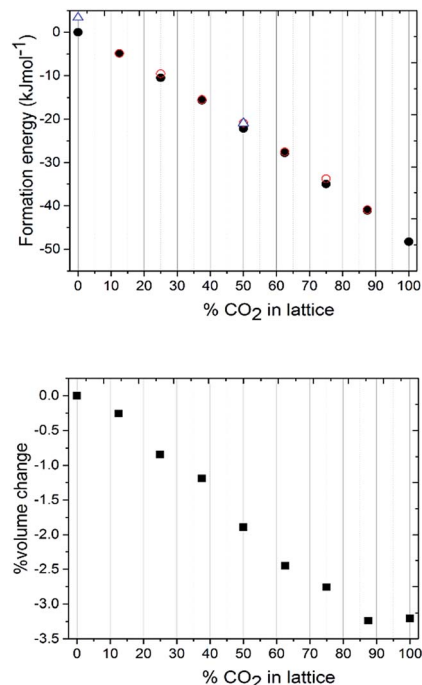 Formation energy (kJmol⁻¹)
0
-10
-20
-30
-40
-50
0 10 20 30 40 50 60 70 80 90 100
% CO₂ in lattice
%volume change
0.0
-0.5
-1.0
-1.5
-2.0
-2.5
-3.0
-3.5
0 10 20 30 40 50 60 70 80 90 100
% CO₂ in lattice